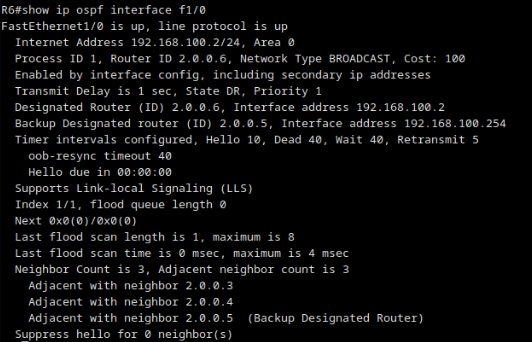 R6#show ip ospf interface f1/0
FastEthernet1/0 is up, line protocol is up
Internet Address 192.168.100.2/24, Area 0
Process ID 1, Router ID 2.0.0.6, Network Type BROADCAST, Cost: 100
Enabled by interface config, including secondary ip addresses
Transmit Delay is 1 sec, State DR, Priority 1
Designated Router (ID) 2.0.0.6, Interface address 192.168.100.2
Backup Designated router (ID) 2.0.0.5, Interface address 192.168.100.254
Timer intervals configured, Hello 10, Dead 40, Wait 40, Retransmit 5
oob-resync timeout 40
Hello due in 00:00:00
Supports Link-local Signaling (LLS)
Index 1/1, flood queue length 0
Next 0x0(0)/0x0(0)
Last flood scan length is 1, maximum is 8
Last flood scan time is 0 msec, maximum is 4 msec
Neighbor Count is 3, Adjacent neighbor count is 3
Adjacent with neighbor 2.0.0.3
Adjacent with neighbor 2.0.0.4
Adjacent with neighbor 2.0.0.5  (Backup Designated Router)
Suppress hello for 0 neighbor(s)